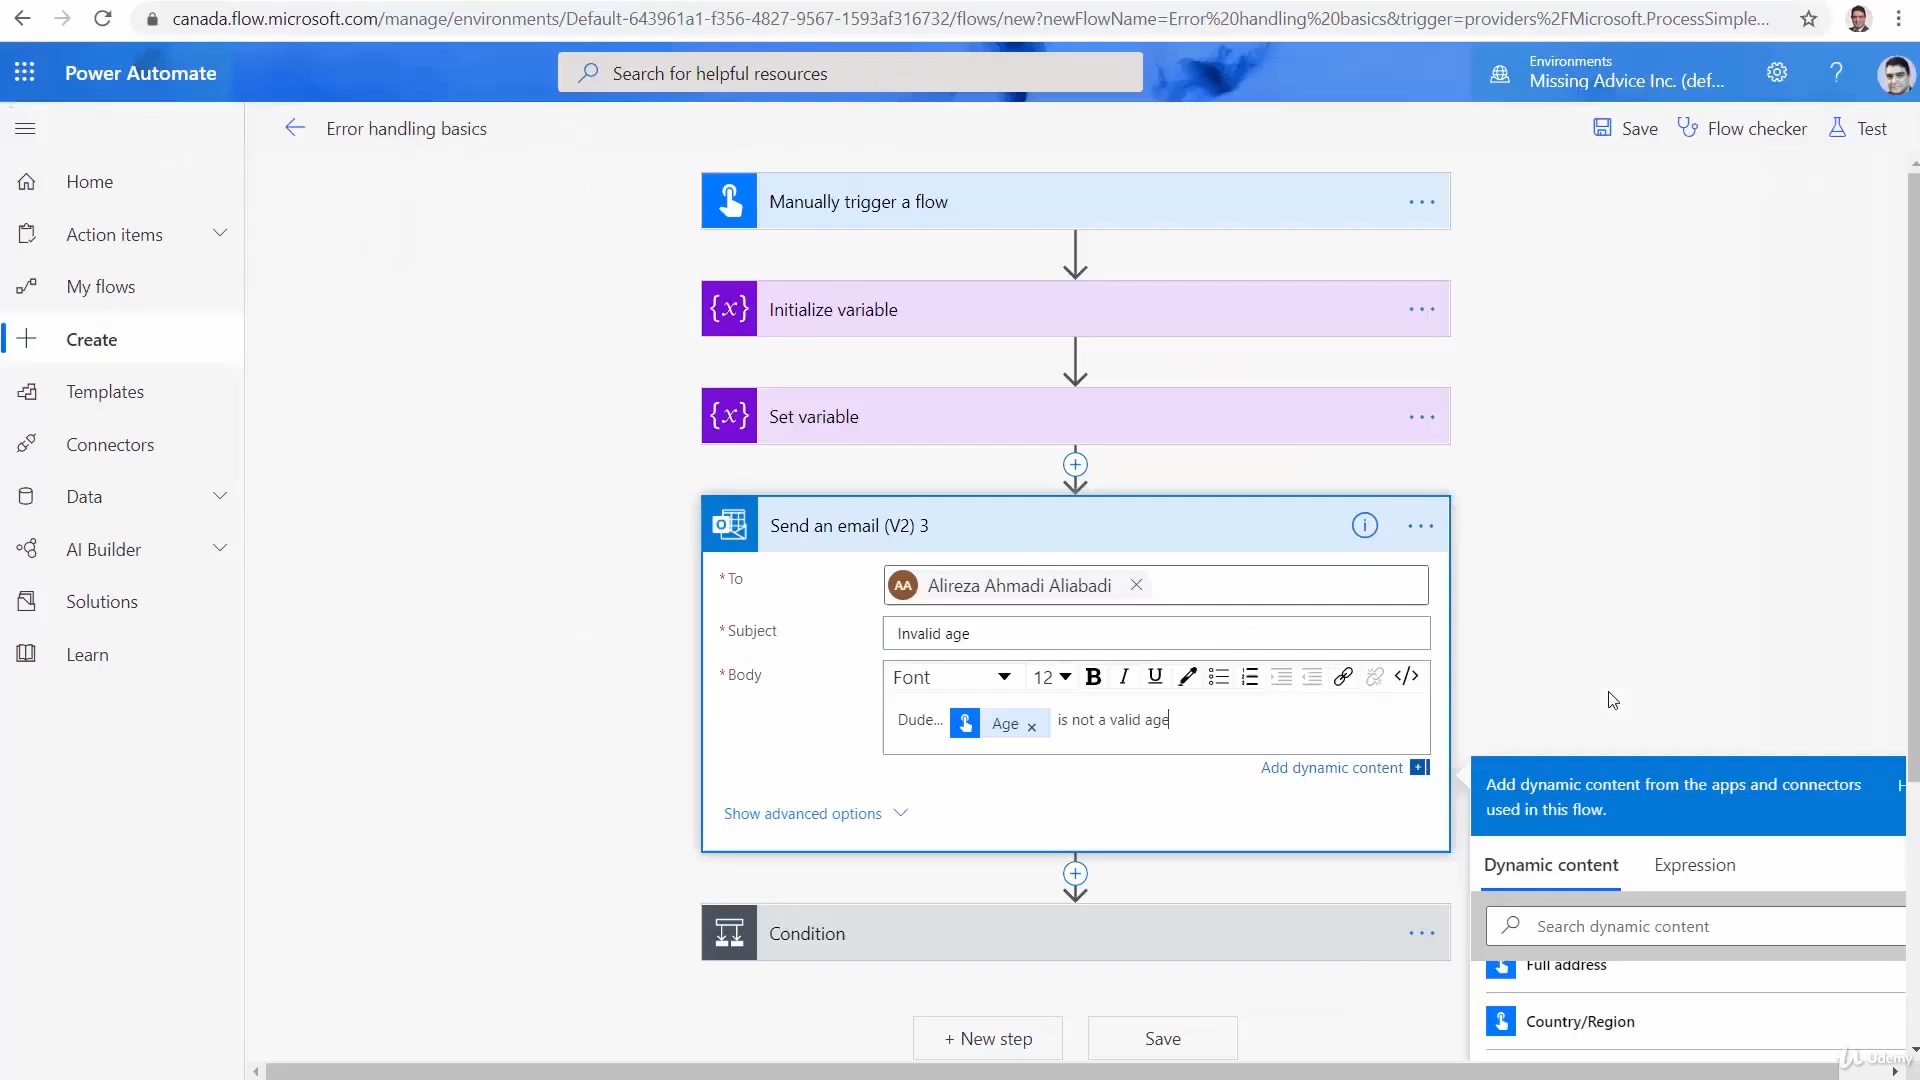 canada.flow.microsoft.com/manage/environments/Default-643961a1-f356-4827-9567-1593af316732/flows/new?newFlowName=Error%20handling%20basics&trigger=providers%2FMicrosoft.ProcessSimple...
Power Automate
Search for helpful resources
Environments
Missing Advice Inc. (def...
?
Error handling basics
Save
Flow checker
Test
Home
Action items
My flows
Create
Templates
Connectors
Data
AI Builder
Solutions
Learn
Manually trigger a flow
{x} Initialize variable
{x} Set variable
Send an email (V2) 3
* To
AA Alireza Ahmadi Aliabadi
* Subject
Invalid age
* Body
Font 12 B I U </>
Dude... Age is not a valid age
Add dynamic content
Show advanced options
Condition
+ New step
Save
Add dynamic content from the apps and connectors
used in this flow.
Dynamic content
Expression
Search dynamic content
Full address
Country/Region
Udemy